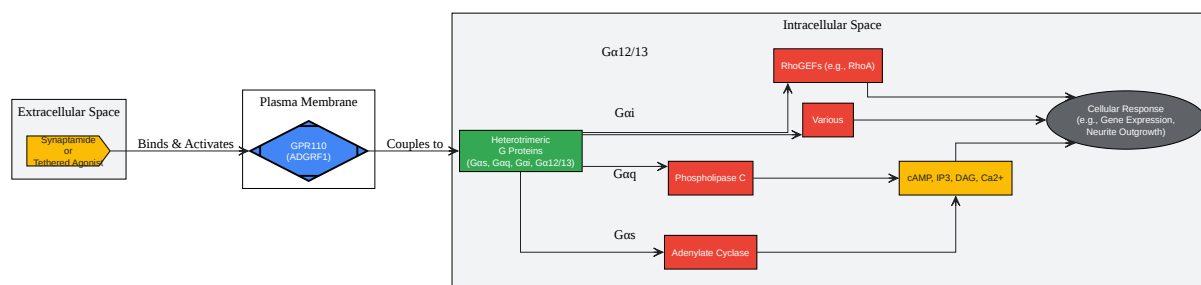 Intracellular Space
Gα12/13
RhoGEFs (e.g., RhoA)
Plasma Membrane
Extracellular Space
Gαi
Various
Cellular Response
(e.g., Gene Expression,
Neurite Outgrowth)
Synaptamide
or
Tethered Agonist
Binds & Activates
GPR110
(ADGRF1)
Couples to
Heterotrimeric
G Proteins
(Gαs, Gαq, Gαi, Gα12/13)
Gαq
Phospholipase C
cAMP, IP3, DAG, Ca2+
Gαs
Adenylate Cyclase